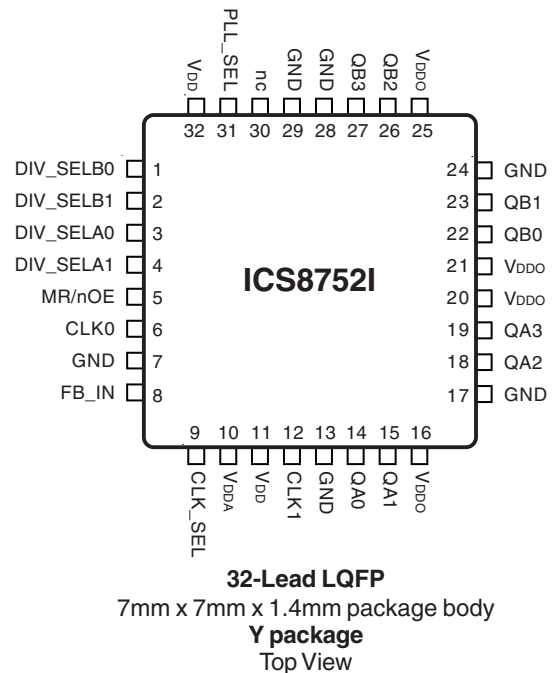 VDD
PLL_SEL
nc
GND
GND
QB3
QB2
VDDO
32 31 30 29 28 27 26 25
DIV_SELB0 1
DIV_SELB1 2
DIV_SELA0 3
DIV_SELA1 4
MR/nOE 5
CLK0 6
GND 7
FB_IN 8
ICS8752I
24 GND
23 QB1
22 QB0
21 VDDO
20 VDDO
19 QA3
18 QA2
17 GND
9 10 11 12 13 14 15 16
CLK_SEL
VDDA
VDD
CLK1
GND
QA0
QA1
VDDO
32-Lead LQFP
7mm x 7mm x 1.4mm package body
Y package
Top View